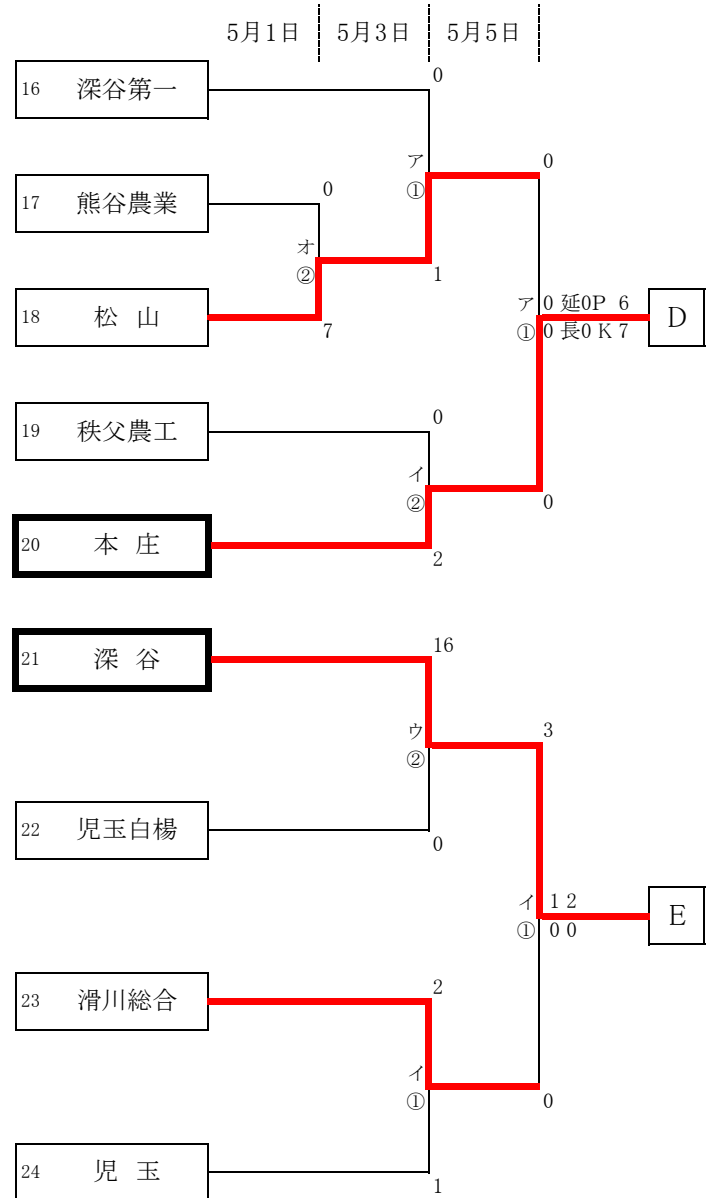 5月1日 5月3日 5月5日
0
16 深谷第一
ア 0
①
17 熊谷農業 0
オ
② 1
18 松 山 ア 0 延0P 6 D
7 ① 0 長0K7
19 秩父農工 0
イ
② 0
20 本 庄
2
21 深 谷 16
ウ 3
②
22 児玉白楊
0
イ 1 2 E
① 0 0
23 滑川総合 2
イ
① 0
24 児 玉
1